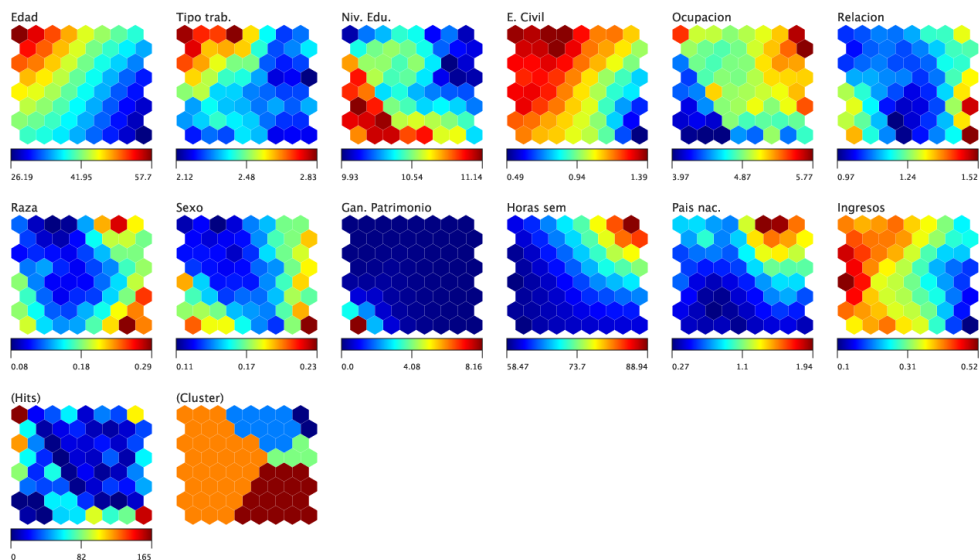 Edad Tipo trab. Niv. Edu. E. Civil Ocupacion Relacion
26.19 41.95 57.7 2.12 2.48 2.83 9.93 10.54 11.14 0.49 0.94 1.39 3.97 4.87 5.77 0.97 1.24 1.52
Raza Sexo Gan. Patrimonio Horas sem Pais nac. Ingresos
0.08 0.18 0.29 0.11 0.17 0.23 0.0 4.08 8.16 58.47 73.7 88.94 0.27 1.1 1.94 0.1 0.31 0.52
(Hits) (Cluster)
0 82 165